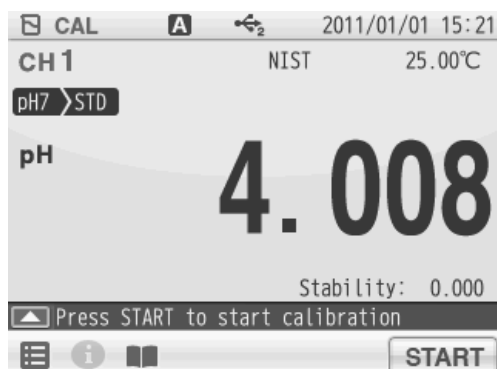 CAL A 2 2011/01/01 15:21
CH1 NIST 25.00℃
pH7 STD
pH 4.008
Stability: 0.000
Press START to start calibration
START